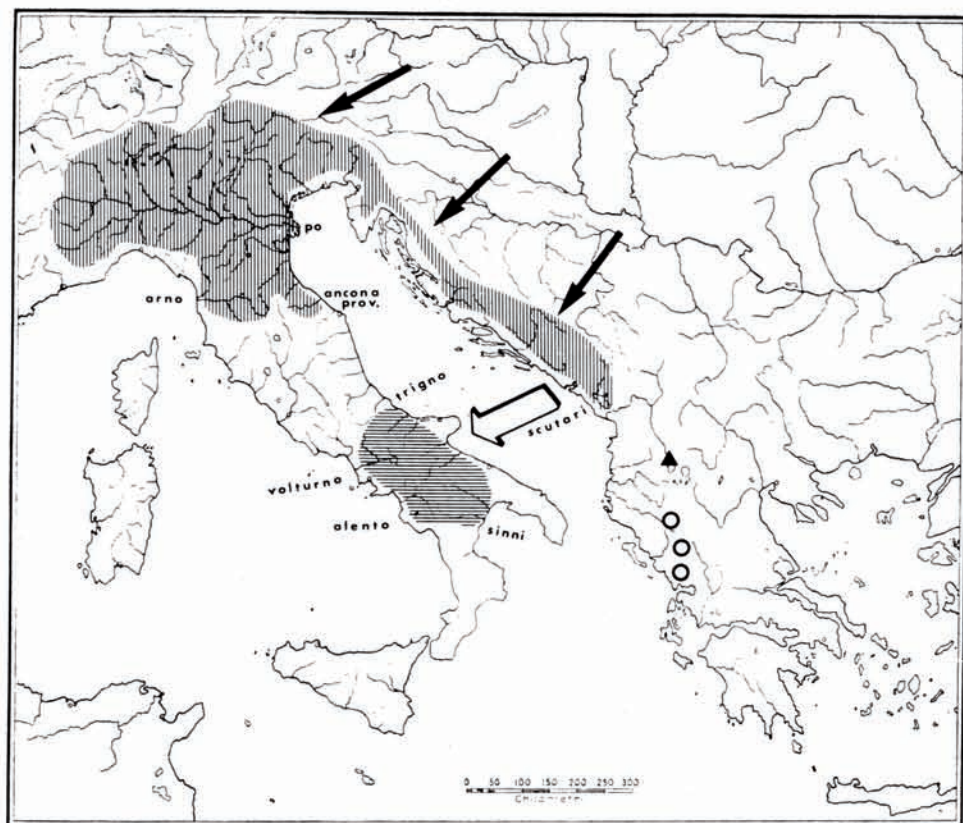 po
arno
ancona
prov.
trigno
scutari
volturno
alento
sinni
0 50 100 150 200 250 300